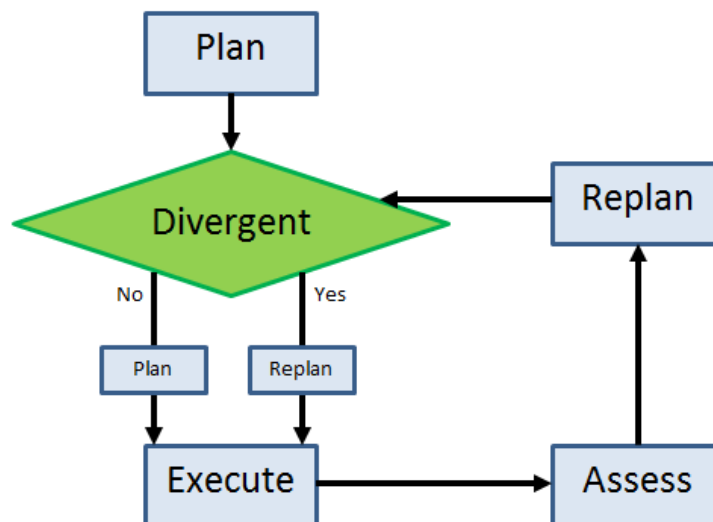 Plan
Divergent
Replan
No
Yes
Plan
Replan
Execute
Assess